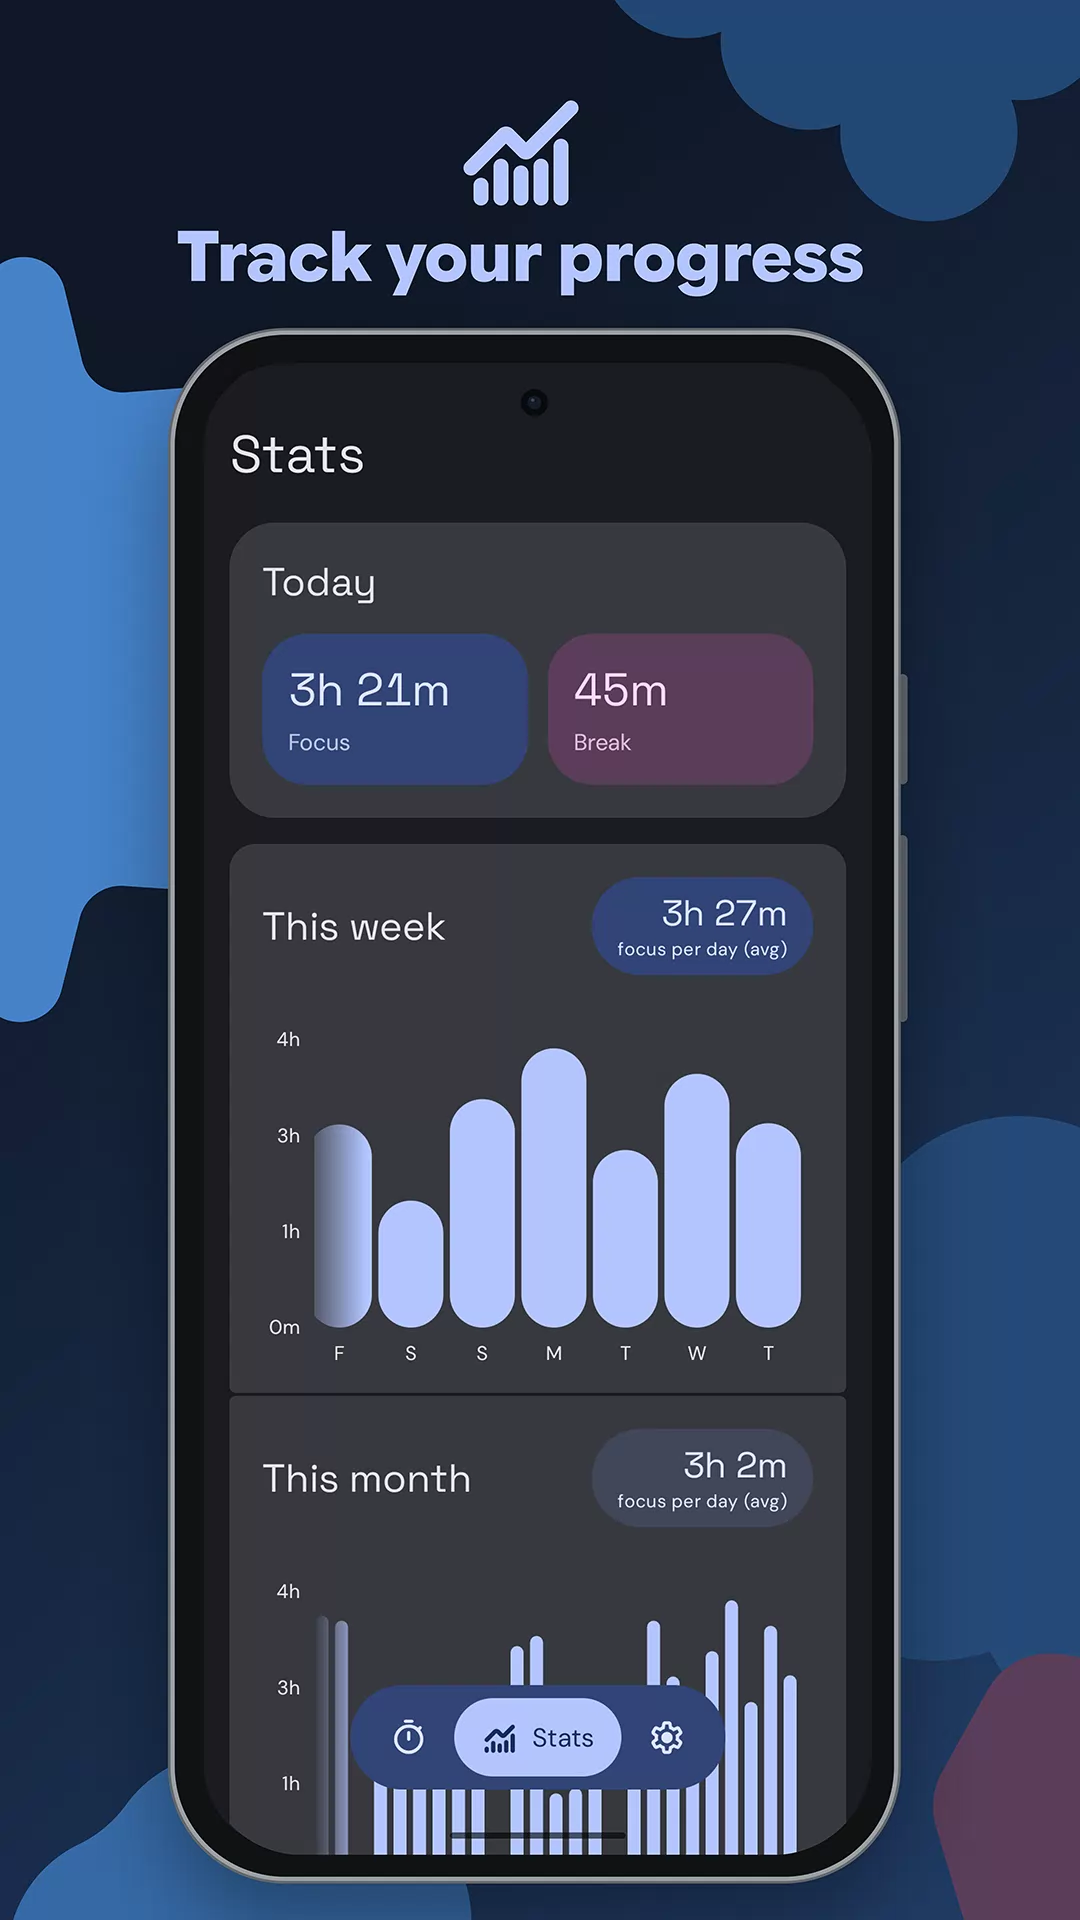 Track your progress
Stats
Today
3h 21m
Focus
45m
Break
This week
3h 27m
focus per day (avg)
4h
3h
1h
0m
F S S M T W T
This month
3h 2m
focus per day (avg)
4h
3h
1h
Stats